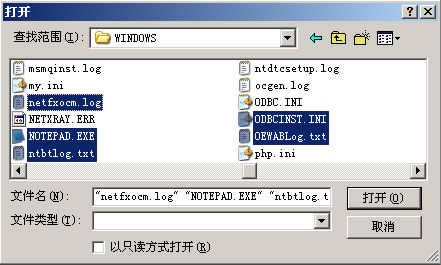 打开
查找范围(I): WINDOWS
msmqinst.log
my.ini
netfxocm.log
NETXRAY.ERR
NOTEPAD.EXE
ntbtlog.txt
ntdtcsetup.log
ocgen.log
ODBC.INI
ODBCINST.INI
OEWABLog.txt
php.ini
文件名(N): "netfxocm.log" "NOTEPAD.EXE" "ntbtlog.t
打开(O)
文件类型(T):
取消
以只读方式打开(R)